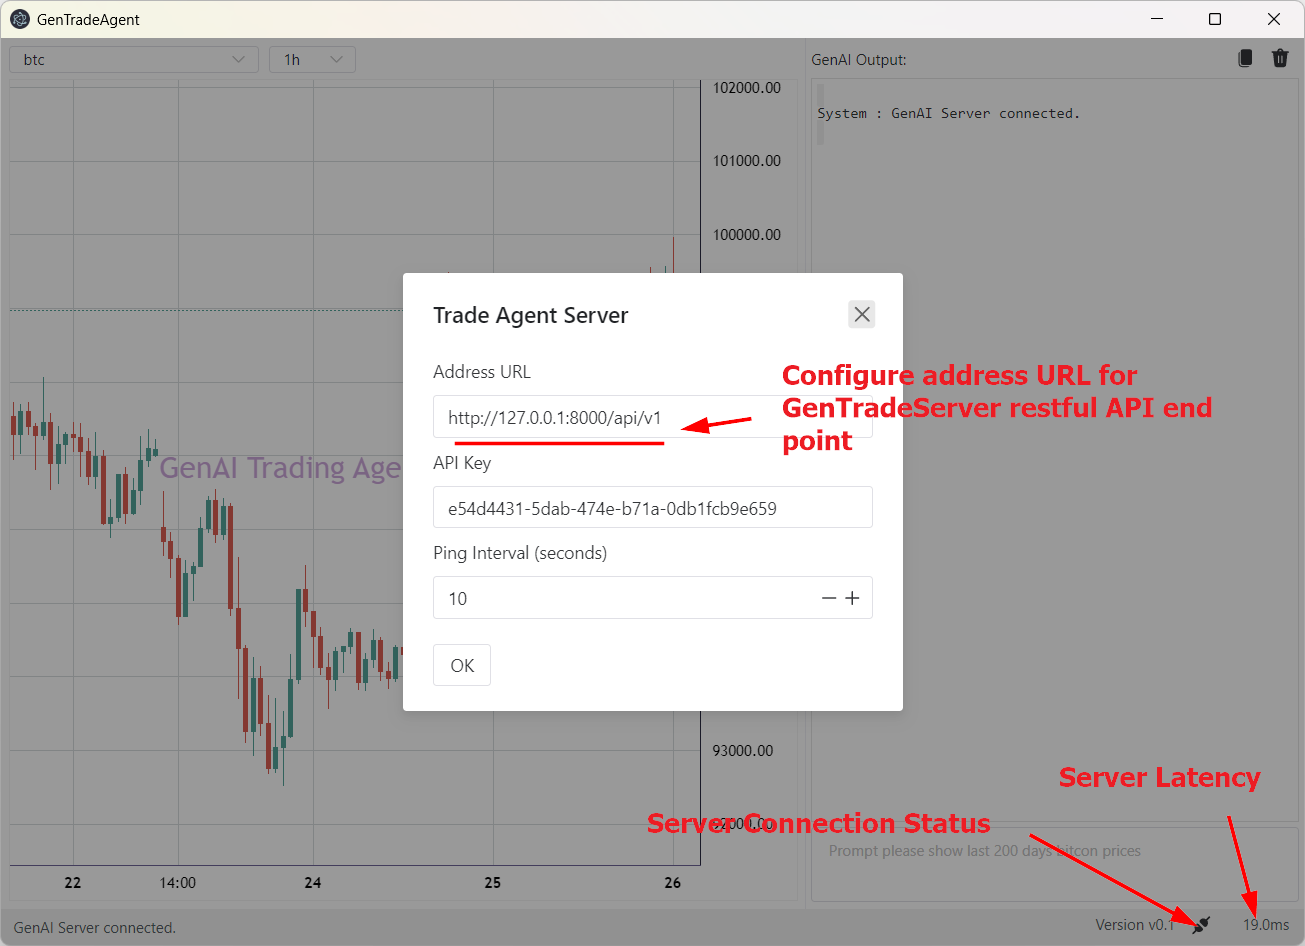 GenTradeAgent
btc
1h
GenAI Output:
System : GenAI Server connected.
102000.00
101000.00
100000.00
Trade Agent Server
Address URL
http://127.0.0.1:8000/api/v1
Configure address URL for
GenTradeServer restful API end
point
API Key
e54d4431-5dab-474e-b71a-0db1fcb9e659
GenAI Trading Age
Ping Interval (seconds)
10
OK
93000.00
92000.00
Server Latency
Server Connection Status
Prompt please show last 200 days bitcon prices
22
14:00
24
25
26
GenAI Server connected.
Version v0.1
19.0ms